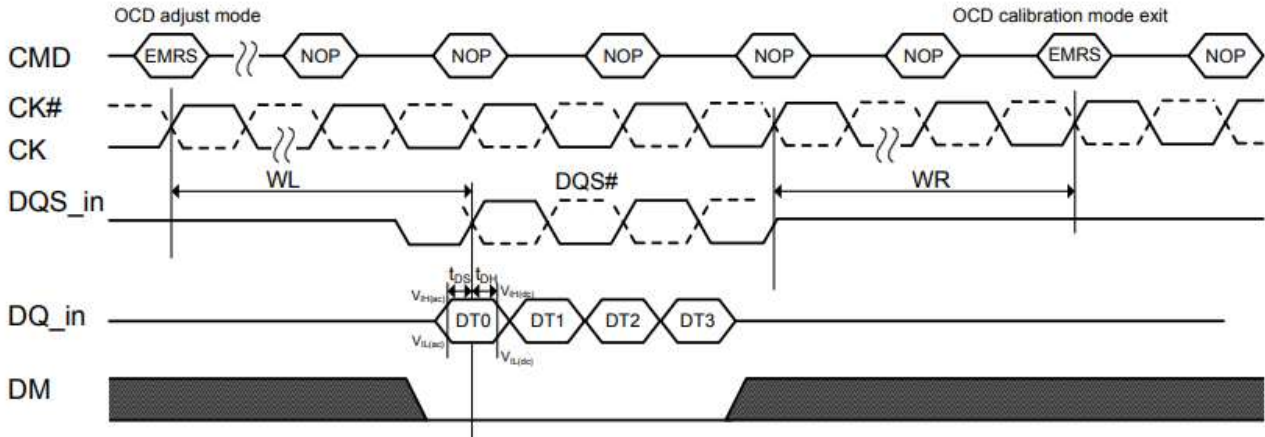 OCD adjust mode OCD calibration mode exit
CMD EMRS NOP NOP NOP NOP NOP EMRS NOP
CK#
CK
WL DQS# WR
DQS_in
tDS tDH
VIH(ac) VIH(dc)
DQ_in DT0 DT1 DT2 DT3
VIL(ac) VIL(dc)
DM